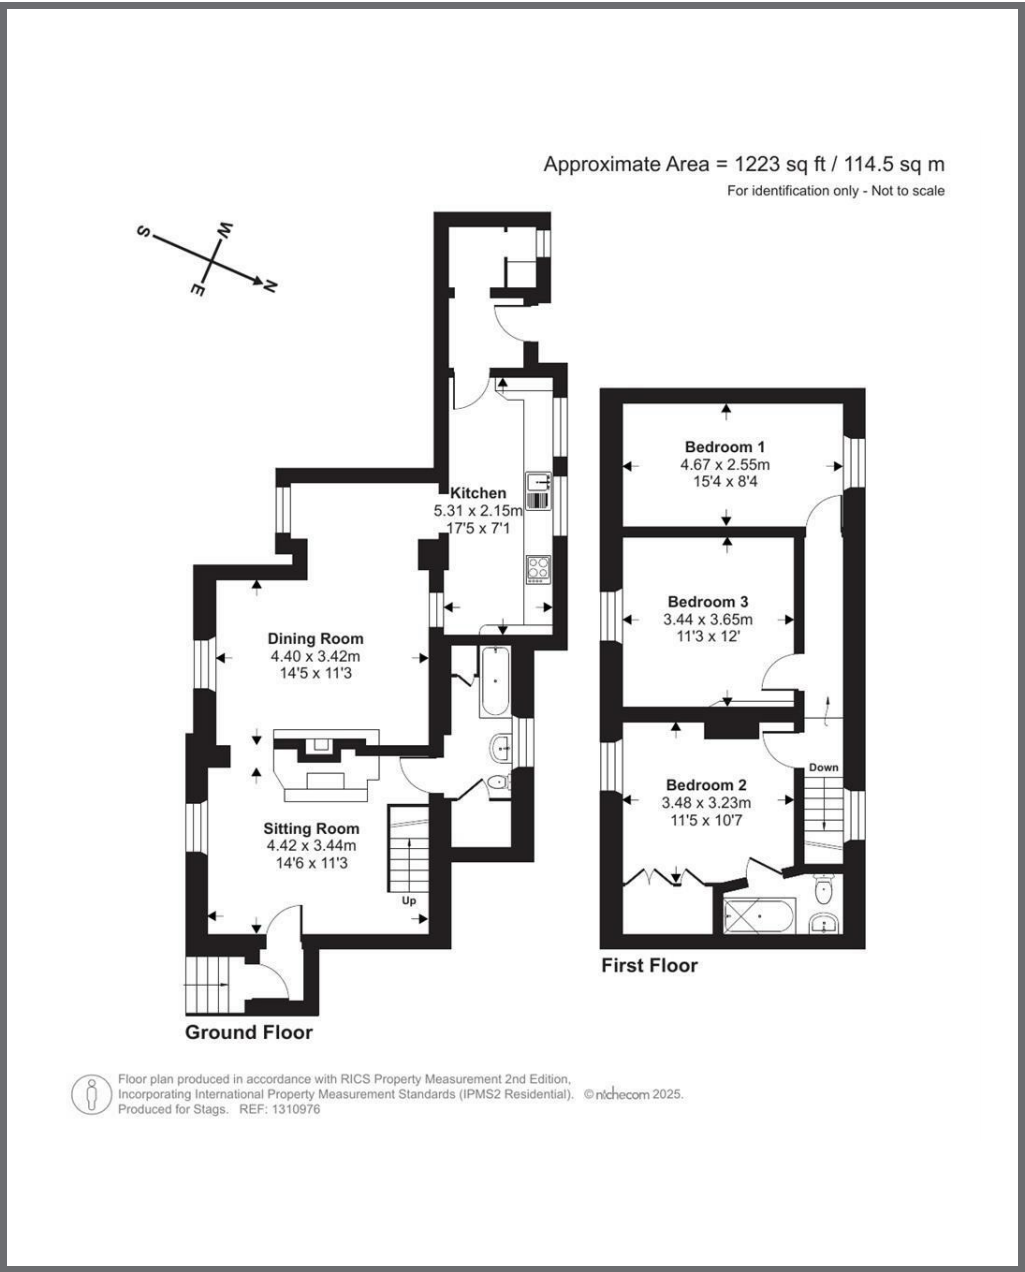 Approximate Area = 1223 sq ft / 114.5 sq m
For identification only - Not to scale
S
W
E
N
Bedroom 1
4.67 x 2.55m
15'4 x 8'4
Kitchen
5.31 x 2.15m
17'5 x 7'1
Bedroom 3
3.44 x 3.65m
11'3 x 12'
Dining Room
4.40 x 3.42m
14'5 x 11'3
Down
Bedroom 2
3.48 x 3.23m
11'5 x 10'7
Sitting Room
4.42 x 3.44m
14'6 x 11'3
Up
First Floor
Ground Floor
Floor plan produced in accordance with RICS Property Measurement 2nd Edition,
Incorporating International Property Measurement Standards (IPMS2 Residential). © nichecom 2025.
Produced for Stags. REF: 1310976